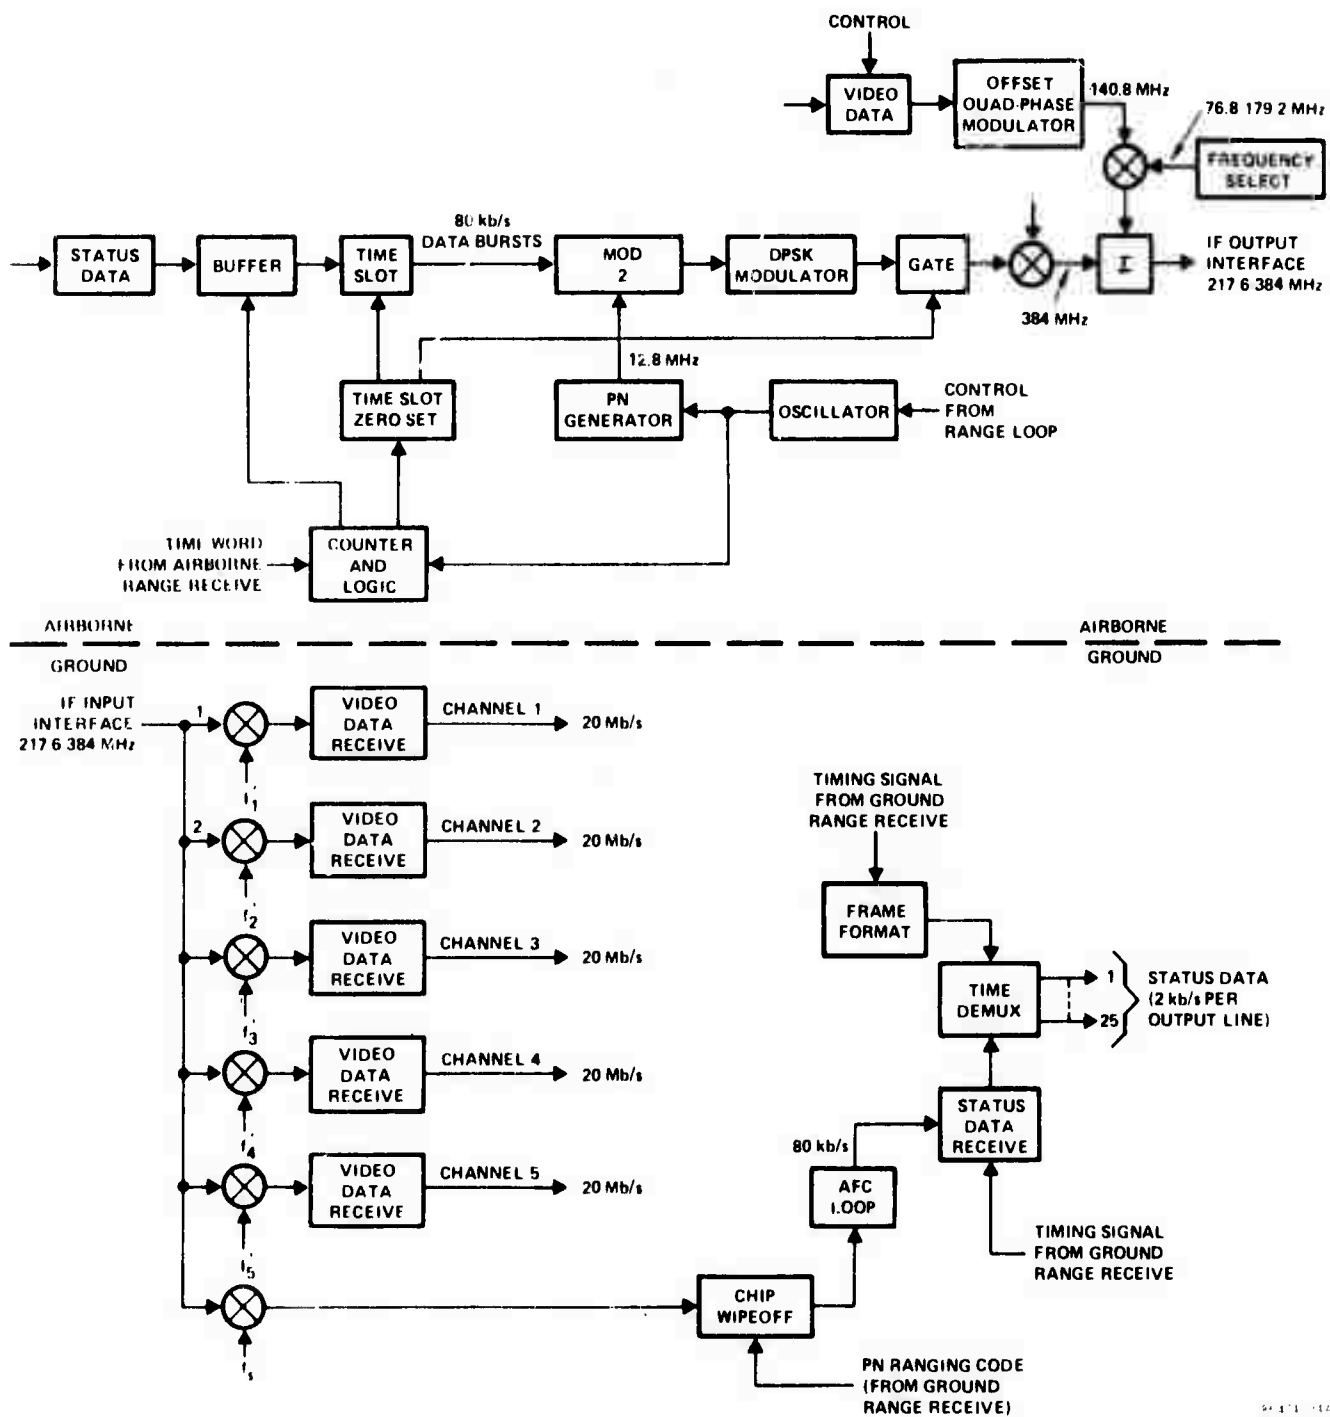 CONTROL
VIDEO
DATA
OFFSET
QUAD-PHASE
MODULATOR
140.8 MHz
76.8 179.2 MHz
FREQUENCY
SELECT
STATUS
DATA
BUFFER
TIME
SLOT
80 kb/s
DATA BURSTS
MOD
2
DPSK
MODULATOR
GATE
384 MHz
Σ
IF OUTPUT
INTERFACE
217 6 384 MHz
TIME SLOT
ZERO SET
12.8 MHz
PN
GENERATOR
OSCILLATOR
CONTROL
FROM
RANGE LOOP
TIME WORD
FROM AIRBORNE
RANGE RECEIVE
COUNTER
AND
LOGIC
AIRBORNE
GROUND
AIRBORNE
GROUND
IF INPUT
INTERFACE
217 6 384 MHz
1
VIDEO
DATA
RECEIVE
CHANNEL 1
20 Mb/s
f'1
2
VIDEO
DATA
RECEIVE
CHANNEL 2
20 Mb/s
f'2
VIDEO
DATA
RECEIVE
CHANNEL 3
20 Mb/s
f'3
VIDEO
DATA
RECEIVE
CHANNEL 4
20 Mb/s
f'4
VIDEO
DATA
RECEIVE
CHANNEL 5
20 Mb/s
f'5
fs
TIMING SIGNAL
FROM GROUND
RANGE RECEIVE
FRAME
FORMAT
TIME
DEMUX
1
25
STATUS DATA
(2 kb/s PER
OUTPUT LINE)
STATUS
DATA
RECEIVE
80 kb/s
AFC
LOOP
TIMING SIGNAL
FROM GROUND
RANGE RECEIVE
CHIP
WIPEOFF
PN RANGING CODE
(FROM GROUND
RANGE RECEIVE)